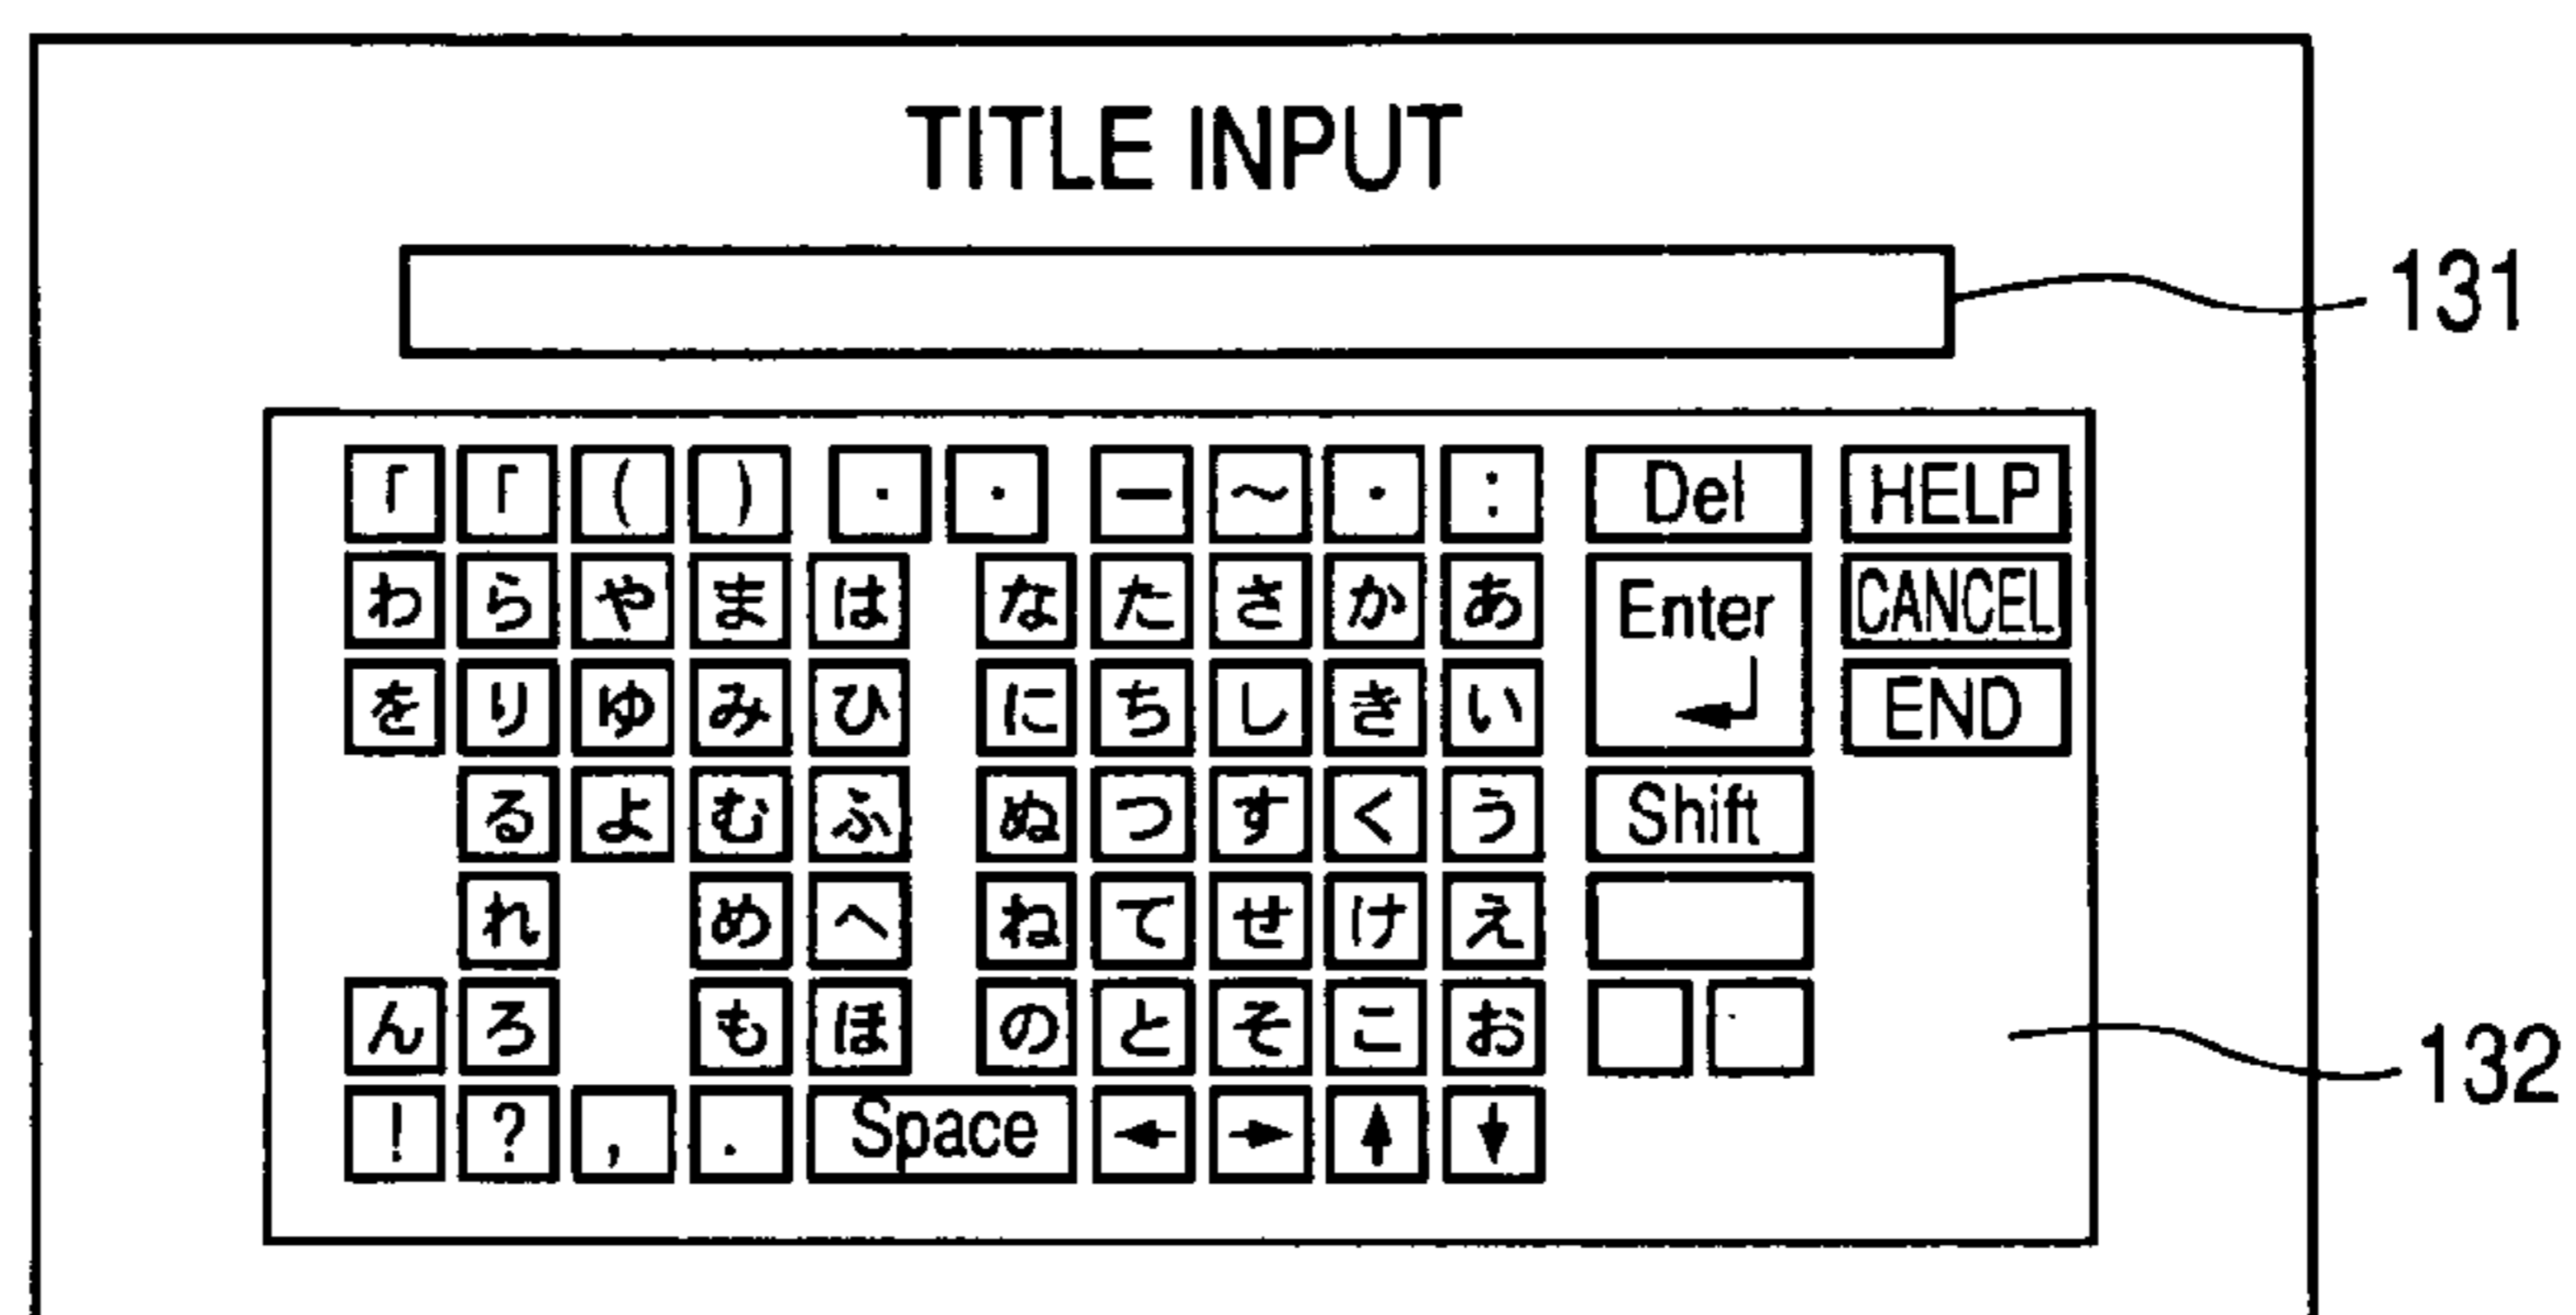 TITLE INPUT
131
「 「 ( ) ・ ・ ー ～ ・ : Del HELP
わ ら や ま は な た さ か あ Enter CANCEL
を り ゆ み ひ に ち し き い ↵ END
る よ む ふ ぬ つ す く う Shift
れ め へ ね て せ け え
ん ろ も ほ の と そ こ お 132
! ? , . Space ← → ↑ ↓